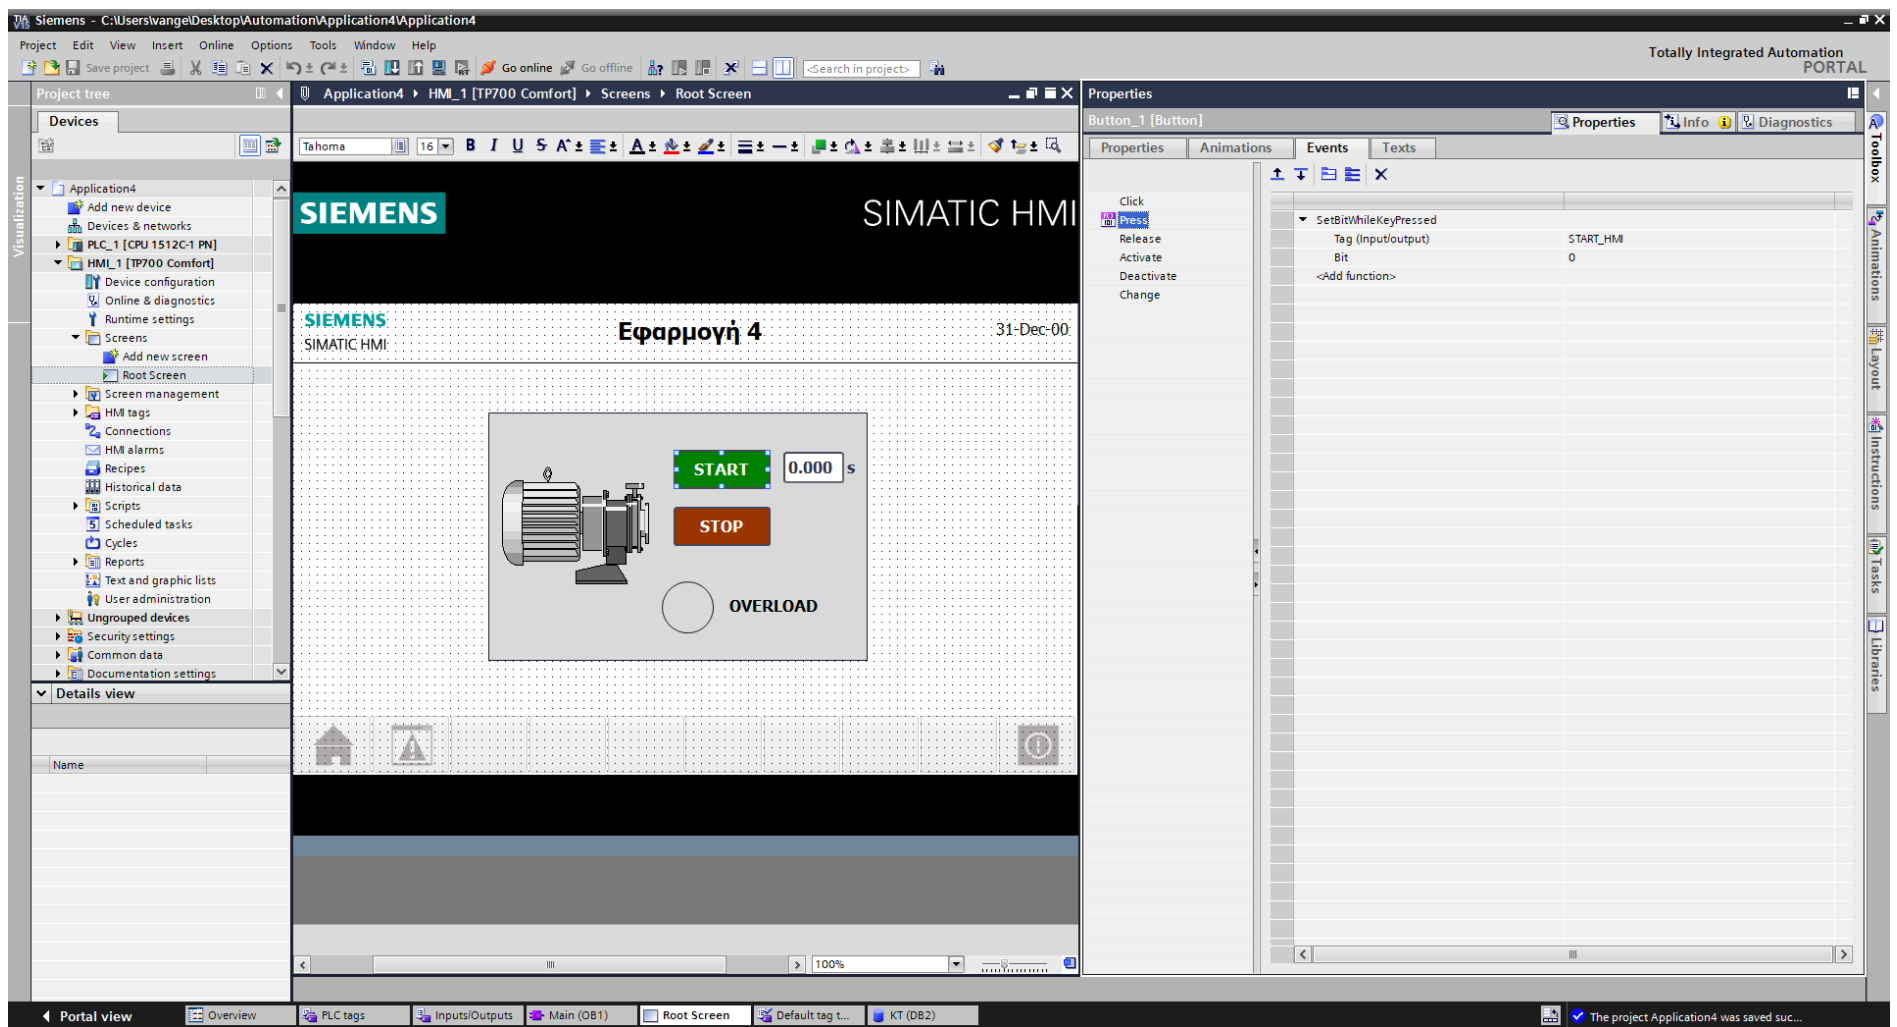 Siemens - C:\Users\vange\Desktop\Automation\Application4\Application4
Project Edit View Insert Online Options Tools Window Help
Totally Integrated Automation
PORTAL
Save project Go online Go offline <Search in project>
Project tree
Application4 HMI_1 [TP700 Comfort] Screens Root Screen
Properties
Devices
Button_1 [Button]
Properties Info Diagnostics
Tahoma 16 B I U S A
Properties Animations Events Texts
Visualization
Application4
Add new device
Devices & networks
PLC_1 [CPU 1512C-1 PN]
HMI_1 [TP700 Comfort]
Device configuration
Online & diagnostics
Runtime settings
Screens
Add new screen
Root Screen
Screen management
HMI tags
Connections
HMI alarms
Recipes
Historical data
Scripts
Scheduled tasks
Cycles
Reports
Text and graphic lists
User administration
Ungrouped devices
Security settings
Common data
Documentation settings
Details view
Name
SIEMENS
SIMATIC HMI
SIEMENS
SIMATIC HMI
Εφαρμογή 4
31-Dec-00
START
0.000 s
STOP
OVERLOAD
100%
Click
Press
Release
Activate
Deactivate
Change
SetBitWhileKeyPressed
Tag (Input/output) START_HMI
Bit 0
<Add function>
Toolbox
Animations
Layout
Instructions
Tasks
Libraries
Portal view Overview PLC tags Inputs/Outputs Main (OB1) Root Screen Default tag t... KT (DB2)
The project Application4 was saved suc...